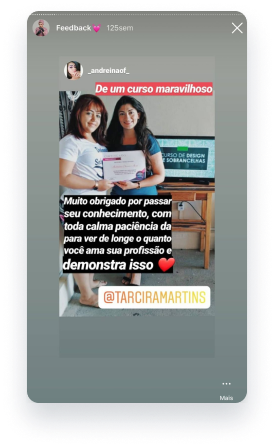 Feedback💗 125sem
_andreinaof_
De um curso maravilhoso
CURSO DE DESIGN
DE SOBRANCELHAS
Muito obrigado por passar
seu conhecimento, com
toda calma paciência da
para ver de longe o quanto
você ama sua profissão e
demonstra isso ❤️
@TARCIRAMARTINS
Mais